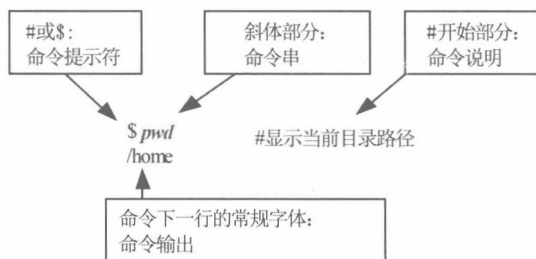 #或$:
命令提示符
斜体部分:
命令串
#开始部分:
命令说明
$ pwd
#显示当前目录路径
/home
命令下一行的常规字体:
命令输出